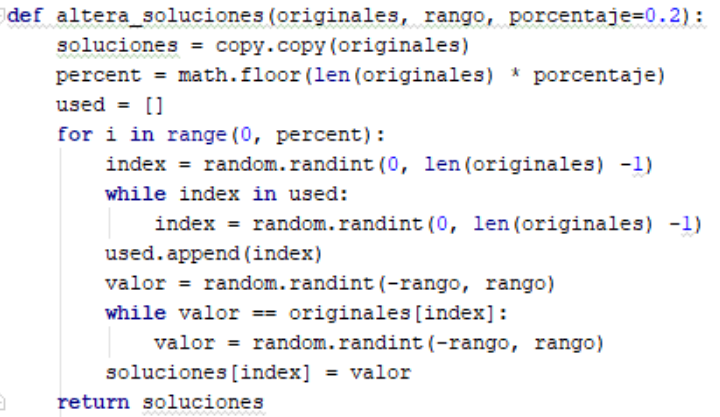 def altera_soluciones(originales, rango, porcentaje=0.2):
    soluciones = copy.copy(originales)
    percent = math.floor(len(originales) * porcentaje)
    used = []
    for i in range(0, percent):
        index = random.randint(0, len(originales) -1)
        while index in used:
            index = random.randint(0, len(originales) -1)
        used.append(index)
        valor = random.randint(-rango, rango)
        while valor == originales[index]:
            valor = random.randint(-rango, rango)
        soluciones[index] = valor
    return soluciones